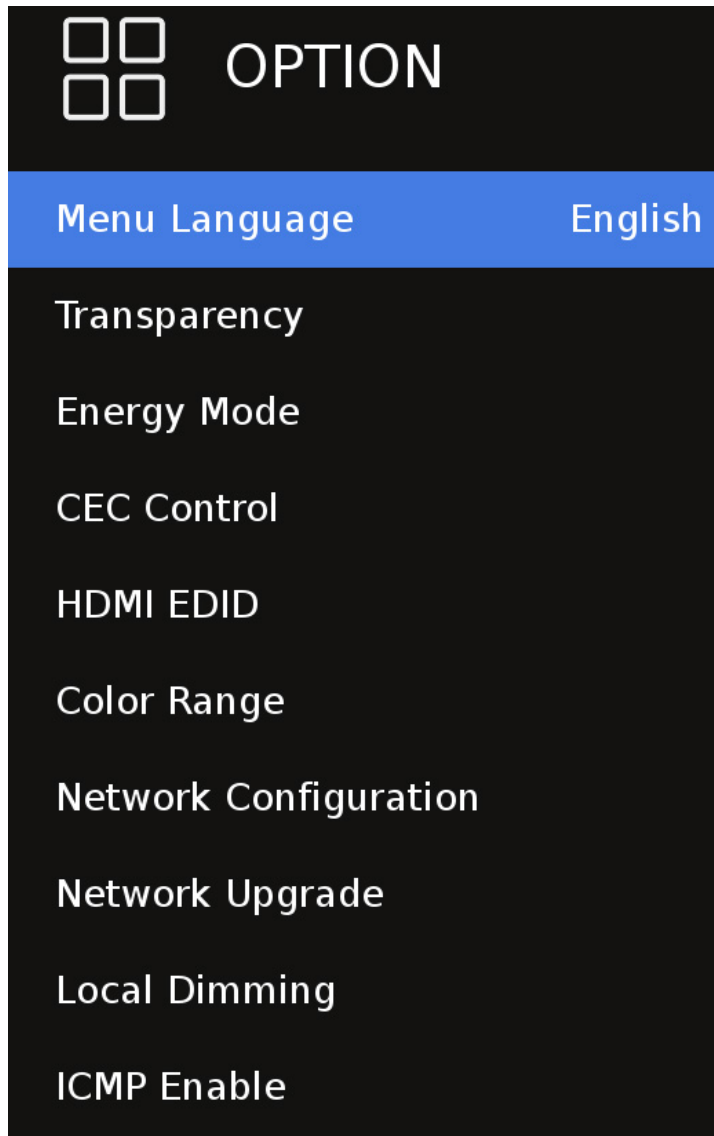 OPTION
Menu Language English
Transparency
Energy Mode
CEC Control
HDMI EDID
Color Range
Network Configuration
Network Upgrade
Local Dimming
ICMP Enable